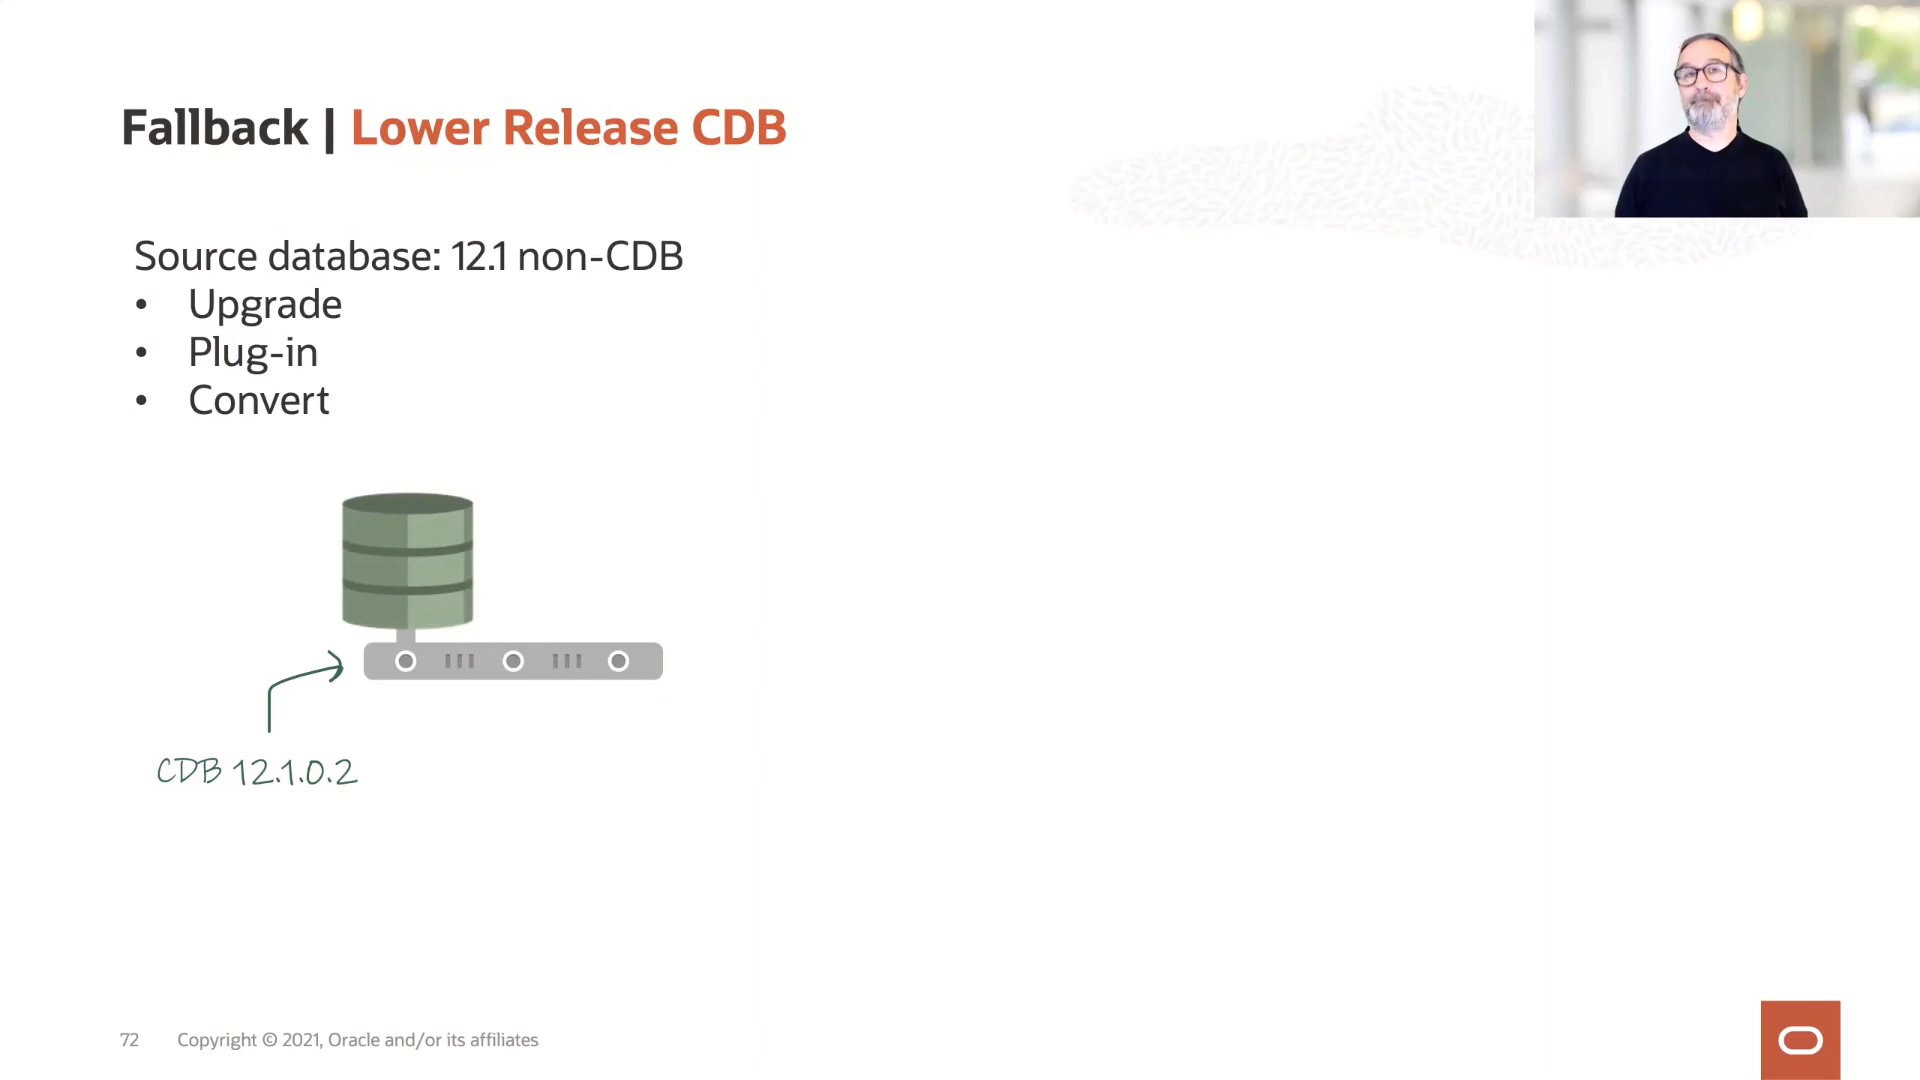 Fallback | Lower Release CDB
Source database: 12.1 non-CDB
• Upgrade
• Plug-in
• Convert
CDB 12.1.0.2
72 Copyright © 2021, Oracle and/or its affiliates